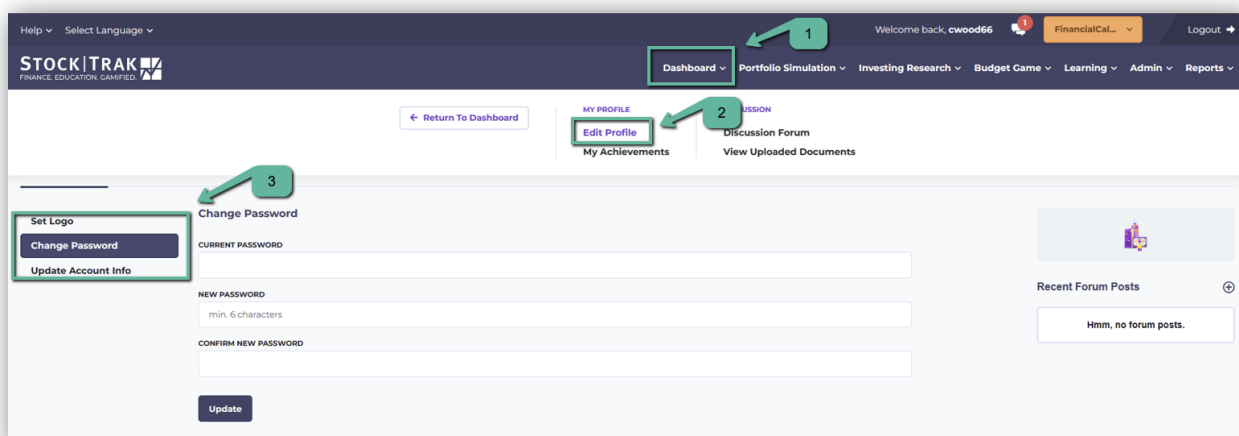 Help Select Language
1
Welcome back, cwood66
1
FinancialCal...
Logout
STOCK|TRAK
FINANCE. EDUCATION. GAMIFIED.
Dashboard Portfolio Simulation Investing Research Budget Game Learning Admin Reports
← Return To Dashboard
MY PROFILE
Edit Profile
My Achievements
2
USSION
Discussion Forum
View Uploaded Documents
3
Set Logo
Change Password
Update Account Info
Change Password
CURRENT PASSWORD
NEW PASSWORD
min. 6 characters
CONFIRM NEW PASSWORD
Update
Recent Forum Posts
Hmm, no forum posts.